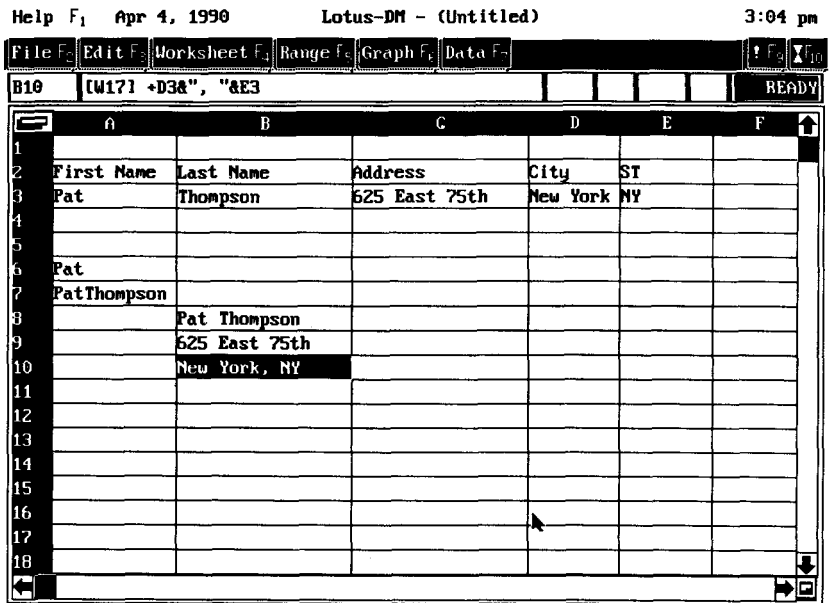 Help F1 Apr 4, 1990 Lotus-DM - (Untitled) 3:04 pm
File F2 Edit F3 Worksheet F4 Range F5 Graph F6 Data F7 ! F9 F10
B10 [W17] +D3&", "&E3 READY
A B C D E F
1
2 First Name Last Name Address City ST
3 Pat Thompson 625 East 75th New York NY
4
5
6 Pat
7 PatThompson
8 Pat Thompson
9 625 East 75th
10 New York, NY
11
12
13
14
15
16
17
18